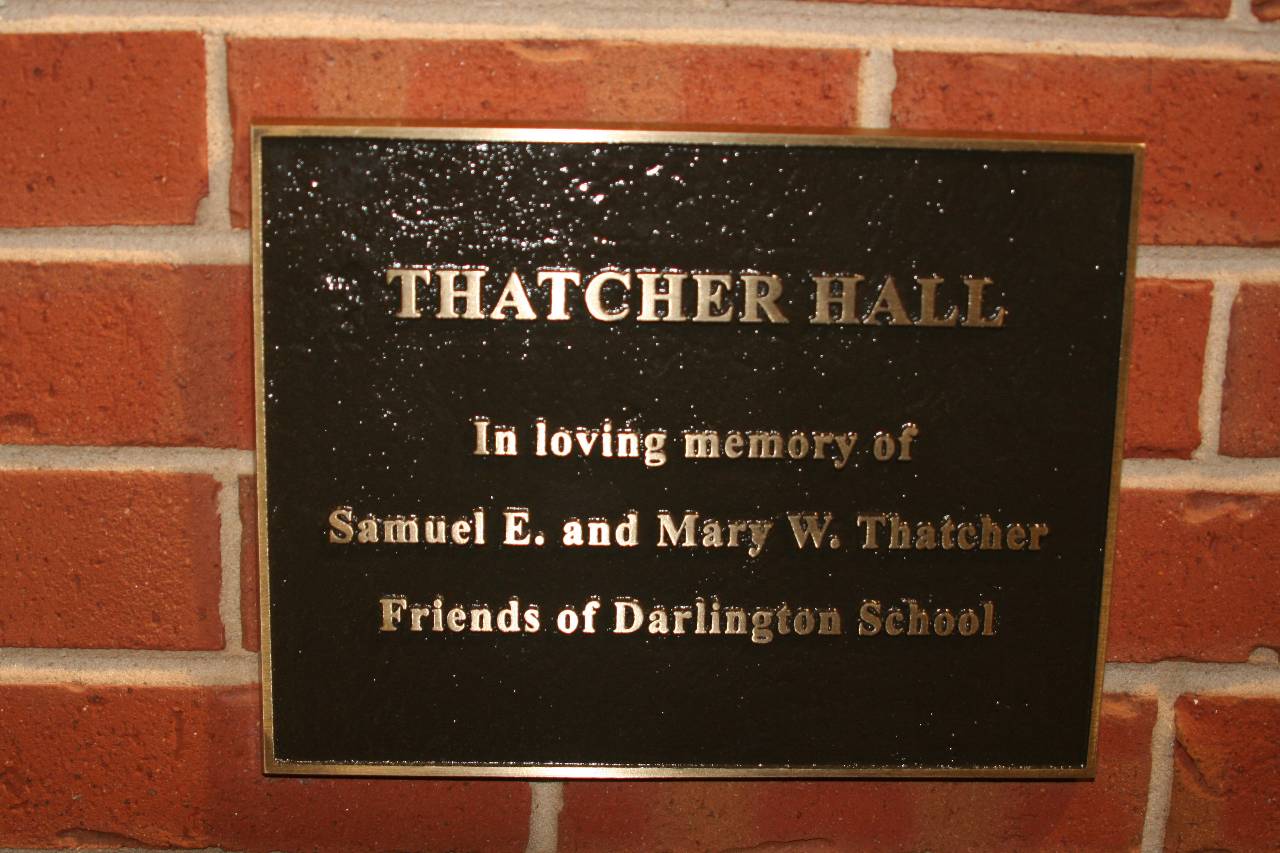 THATCHER HALL
In loving memory of
Samuel E. and Mary W. Thatcher
Friends of Darlington School